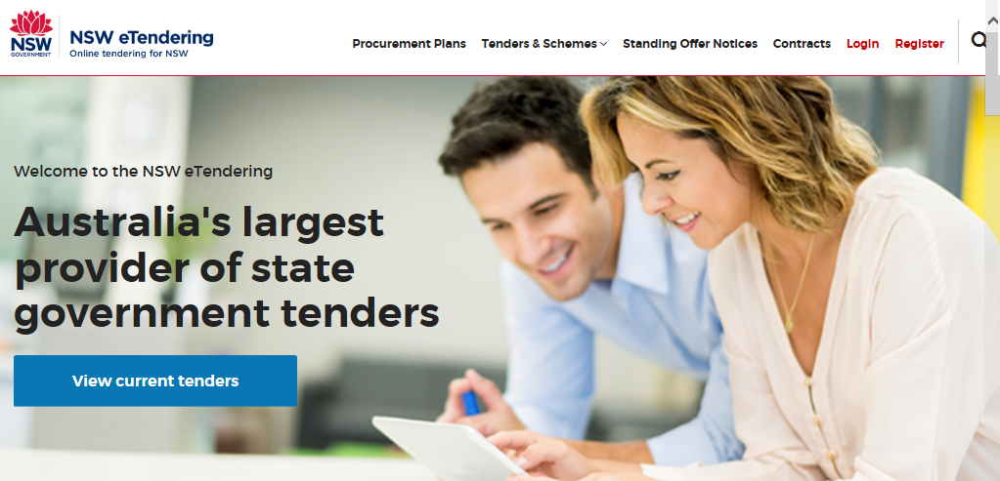 NSW
GOVERNMENT
NSW eTendering
Online tendering for NSW
Procurement Plans
Tenders & Schemes
Standing Offer Notices
Contracts
Login
Register
Welcome to the NSW eTendering
Australia's largest
provider of state
government tenders
View current tenders